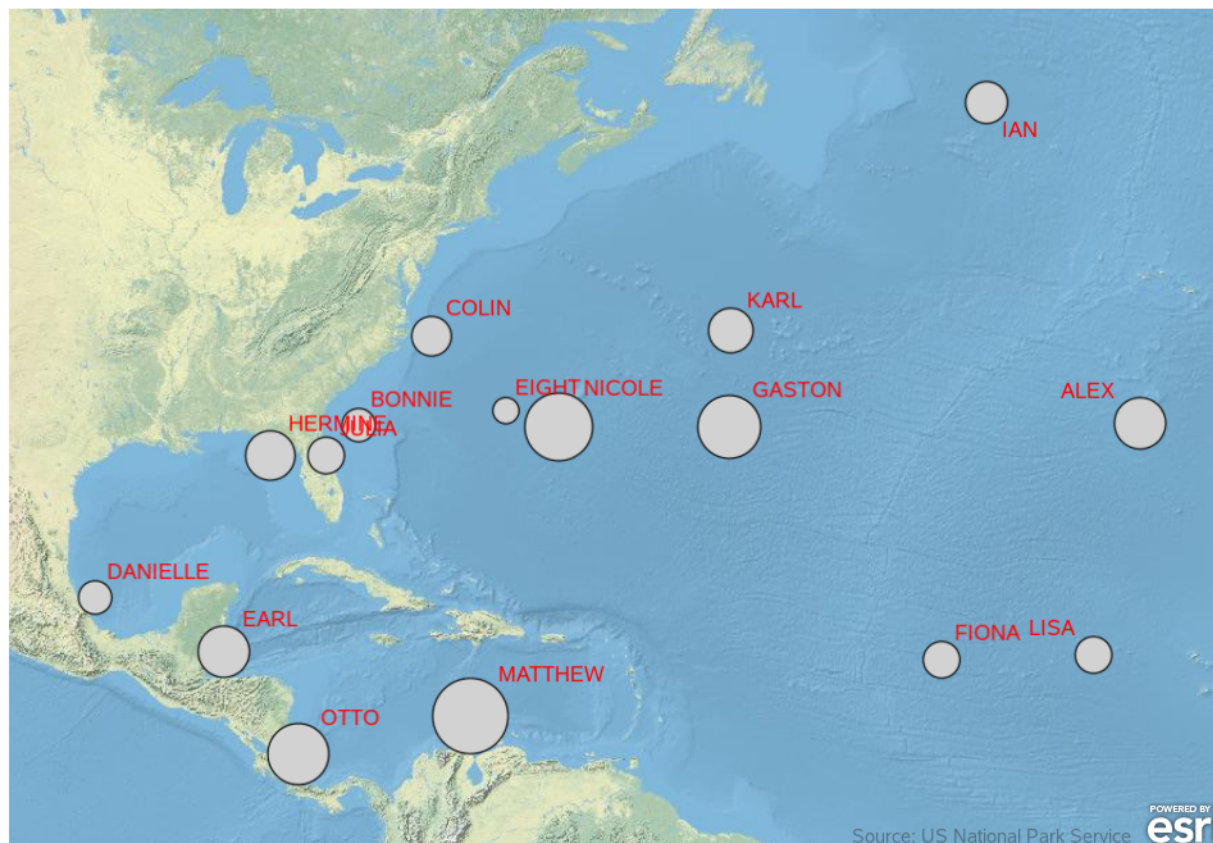 IAN
COLIN
KARL
EIGHT
NICOLE
GASTON
ALEX
BONNIE
HERMINE
JULIA
DANIELLE
EARL
FIONA
LISA
MATTHEW
OTTO
POWERED BY
esr
Source: US National Park Service